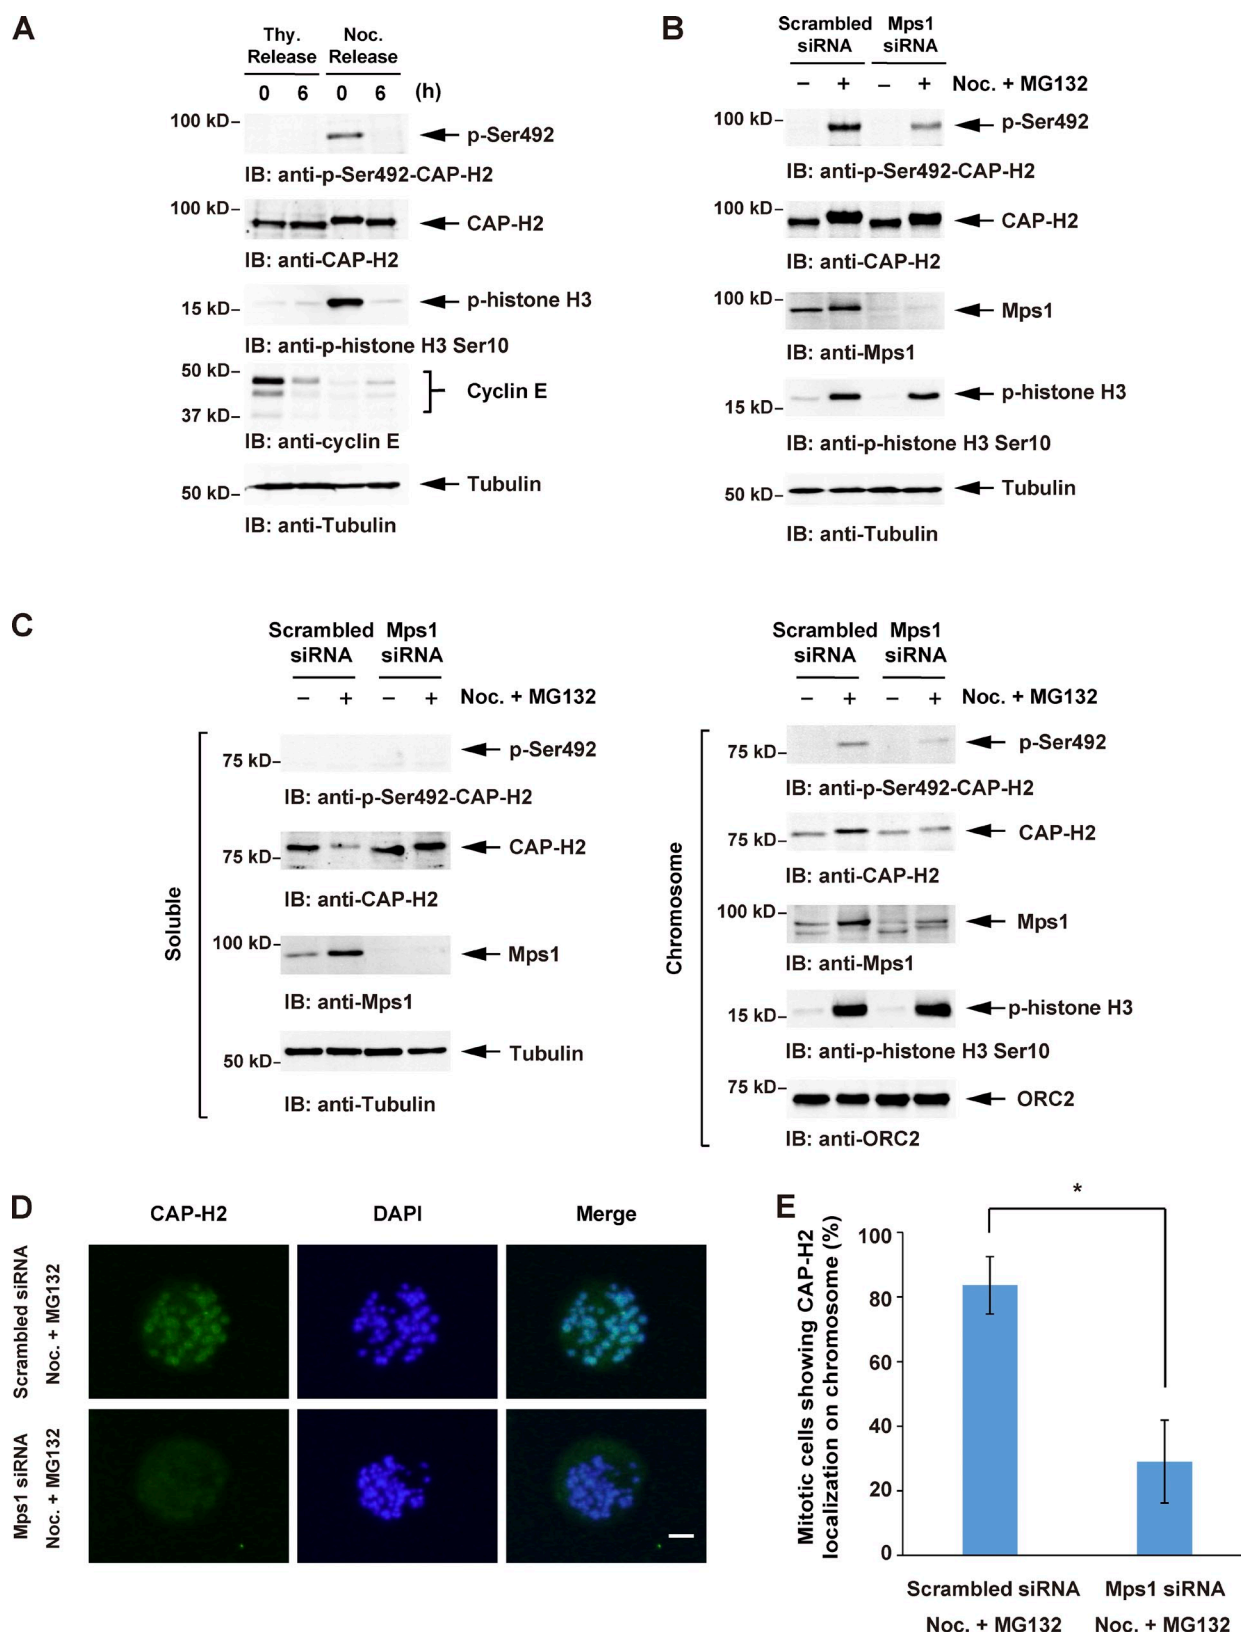 A
Thy. Release
Noc. Release
0 6 0 6 (h)
100 kD–
p-Ser492
IB: anti-p-Ser492-CAP-H2
100 kD–
CAP-H2
IB: anti-CAP-H2
15 kD–
p-histone H3
IB: anti-p-histone H3 Ser10
50 kD–
37 kD–
Cyclin E
IB: anti-cyclin E
50 kD–
Tubulin
IB: anti-Tubulin
B
Scrambled siRNA
Mps1 siRNA
– + – + Noc. + MG132
100 kD–
p-Ser492
IB: anti-p-Ser492-CAP-H2
100 kD–
CAP-H2
IB: anti-CAP-H2
100 kD–
Mps1
IB: anti-Mps1
15 kD–
p-histone H3
IB: anti-p-histone H3 Ser10
50 kD–
Tubulin
IB: anti-Tubulin
C
Scrambled siRNA
Mps1 siRNA
– + – + Noc. + MG132
Soluble
75 kD–
p-Ser492
IB: anti-p-Ser492-CAP-H2
75 kD–
CAP-H2
IB: anti-CAP-H2
100 kD–
Mps1
IB: anti-Mps1
50 kD–
Tubulin
IB: anti-Tubulin
Scrambled siRNA
Mps1 siRNA
– + – + Noc. + MG132
Chromosome
75 kD–
p-Ser492
IB: anti-p-Ser492-CAP-H2
75 kD–
CAP-H2
IB: anti-CAP-H2
100 kD–
Mps1
IB: anti-Mps1
15 kD–
p-histone H3
IB: anti-p-histone H3 Ser10
75 kD–
ORC2
IB: anti-ORC2
D
CAP-H2 DAPI Merge
Scrambled siRNA
Noc. + MG132
Mps1 siRNA
Noc. + MG132
E
Mitotic cells showing CAP-H2
localization on chromosome (%)
100
80
60
40
20
0
*
Scrambled siRNA
Noc. + MG132
Mps1 siRNA
Noc. + MG132